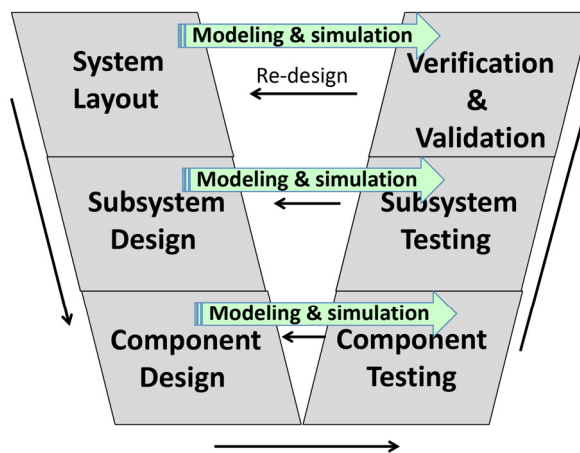 Modeling & simulation
System
Layout
Re-design
Verification
&
Validation
Modeling & simulation
Subsystem
Design
Subsystem
Testing
Modeling & simulation
Component
Design
Component
Testing